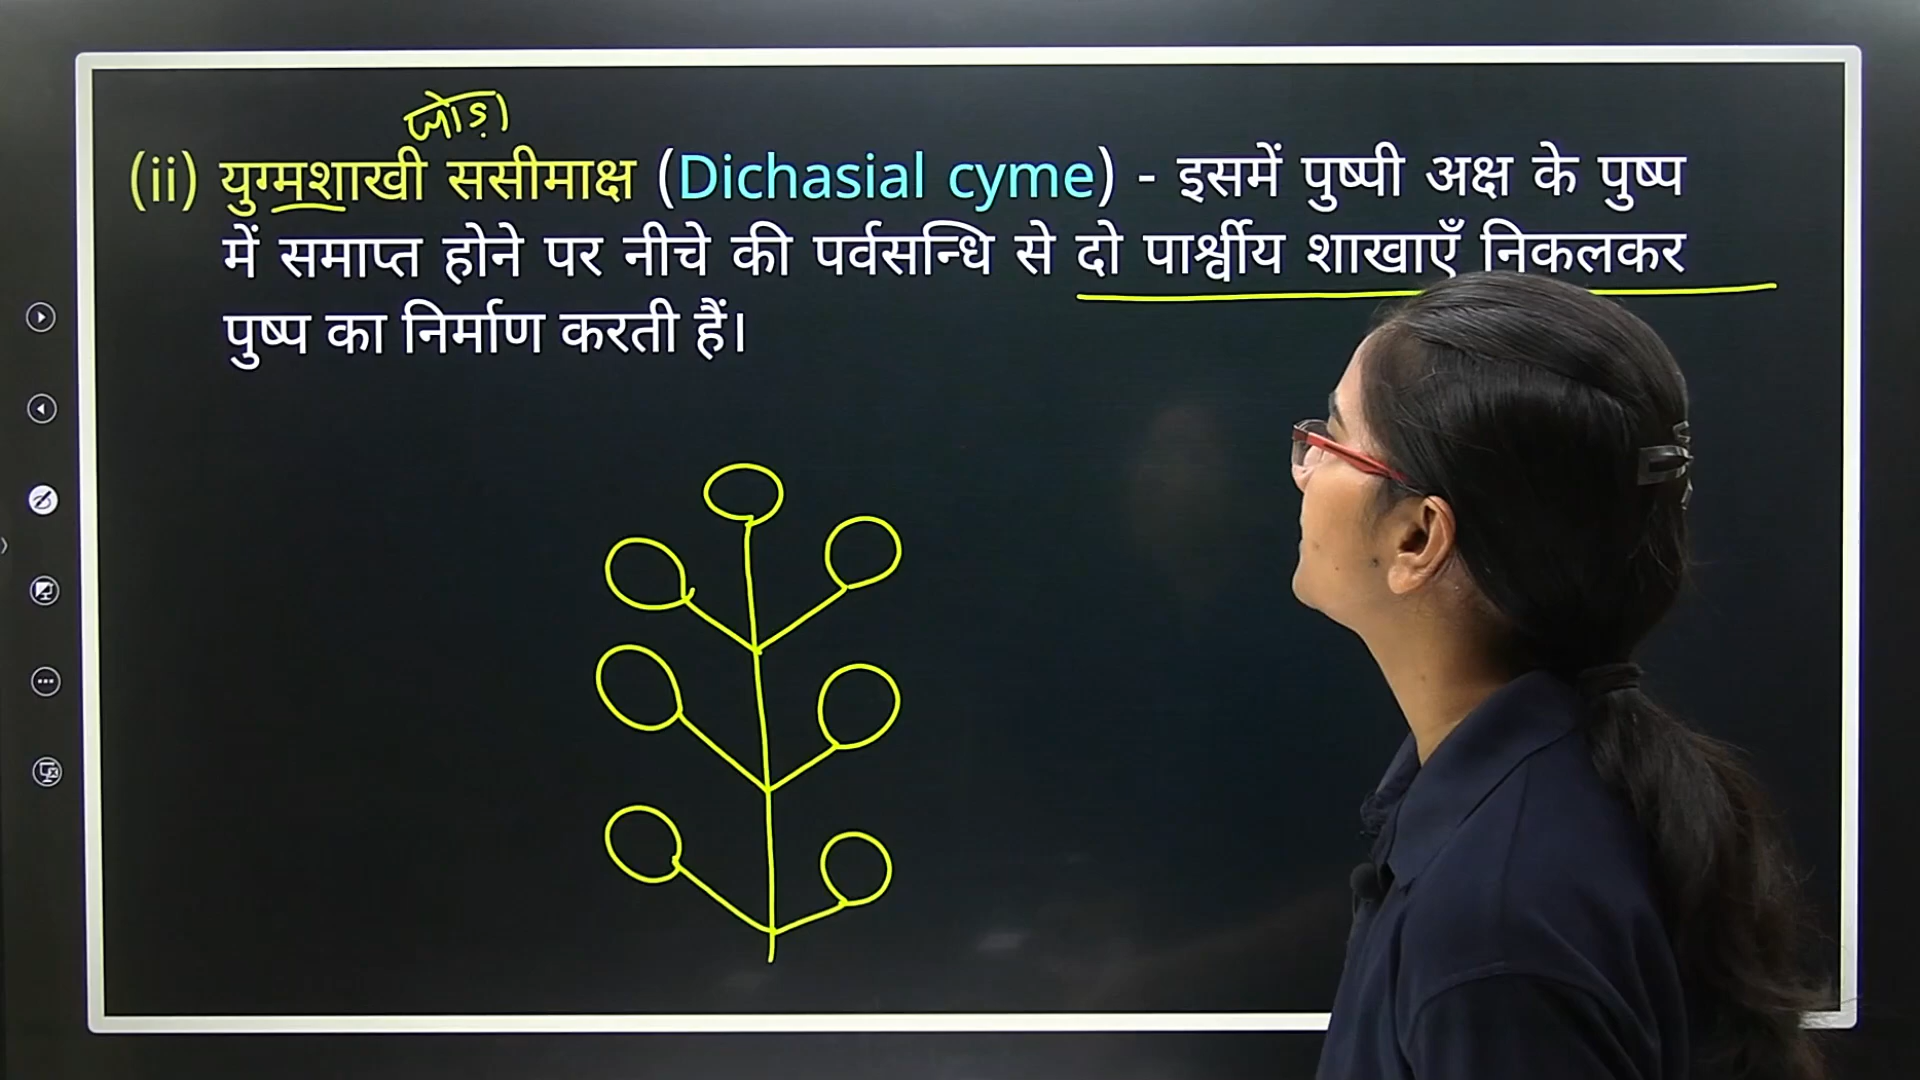 जोड़ा
(ii) युग्मशाखी ससीमाक्ष (Dichasial cyme) - इसमें पुष्पी अक्ष के पुष्प
में समाप्त होने पर नीचे की पर्वसन्धि से दो पार्श्वीय शाखाएँ निकलकर
पुष्प का निर्माण करती हैं।